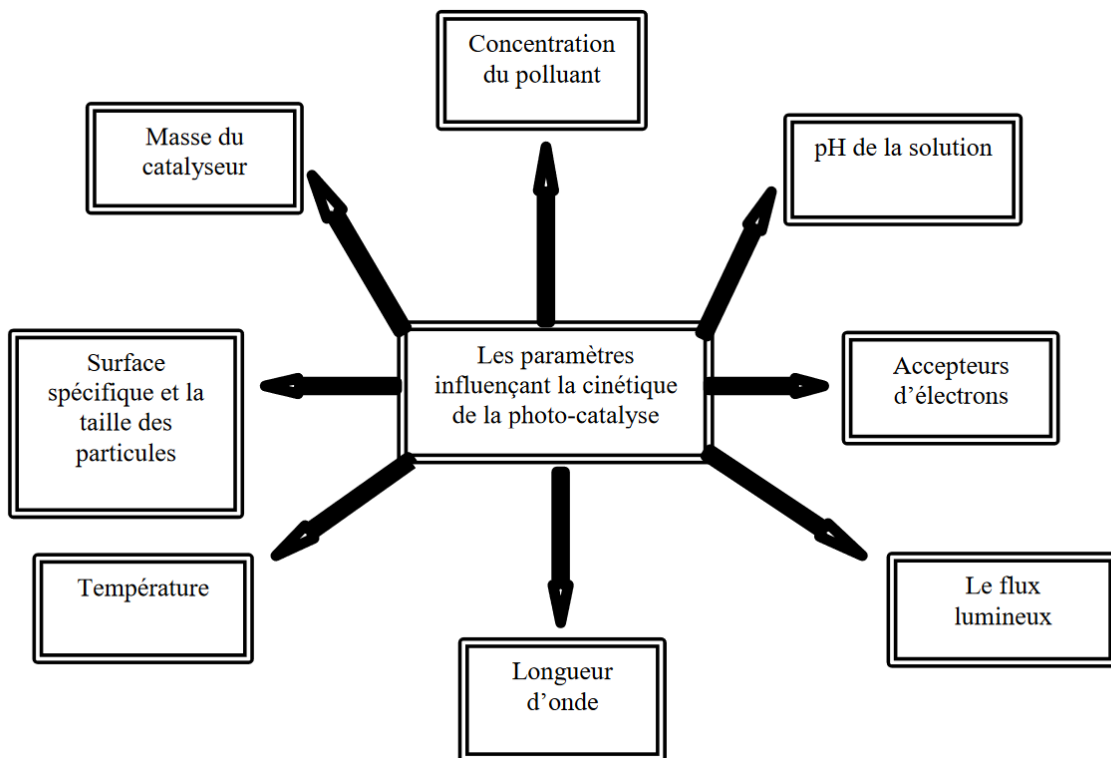 Concentration
du polluant
Masse du
catalyseur
pH de la solution
Surface
spécifique et la
taille des
particules
Les paramètres
influençant la cinétique
de la photo-catalyse
Accepteurs
d’électrons
Température
Le flux
lumineux
Longueur
d’onde